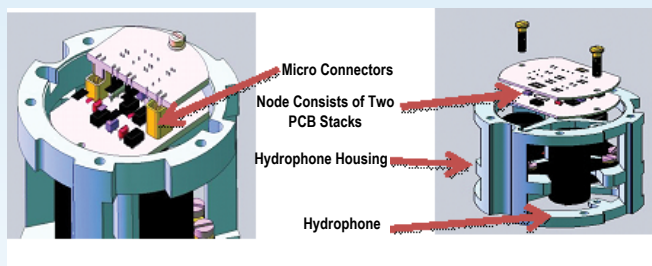 Micro Connectors
Node Consists of Two
PCB Stacks
Hydrophone Housing
Hydrophone